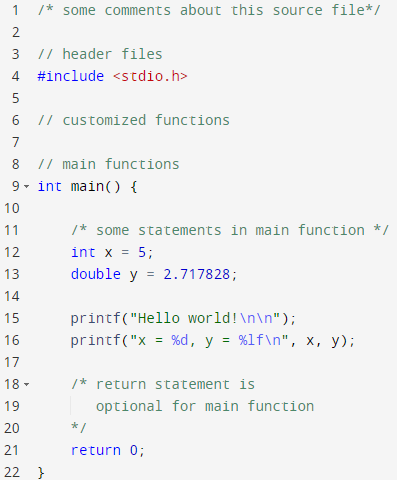 1 /* some comments about this source file*/
2
3 // header files
4 #include <stdio.h>
5
6 // customized functions
7
8 // main functions
9 int main() {
10
11 /* some statements in main function */
12 int x = 5;
13 double y = 2.717828;
14
15 printf("Hello world!\n\n");
16 printf("x = %d, y = %lf\n", x, y);
17
18 /* return statement is
19 optional for main function
20 */
21 return 0;
22 }